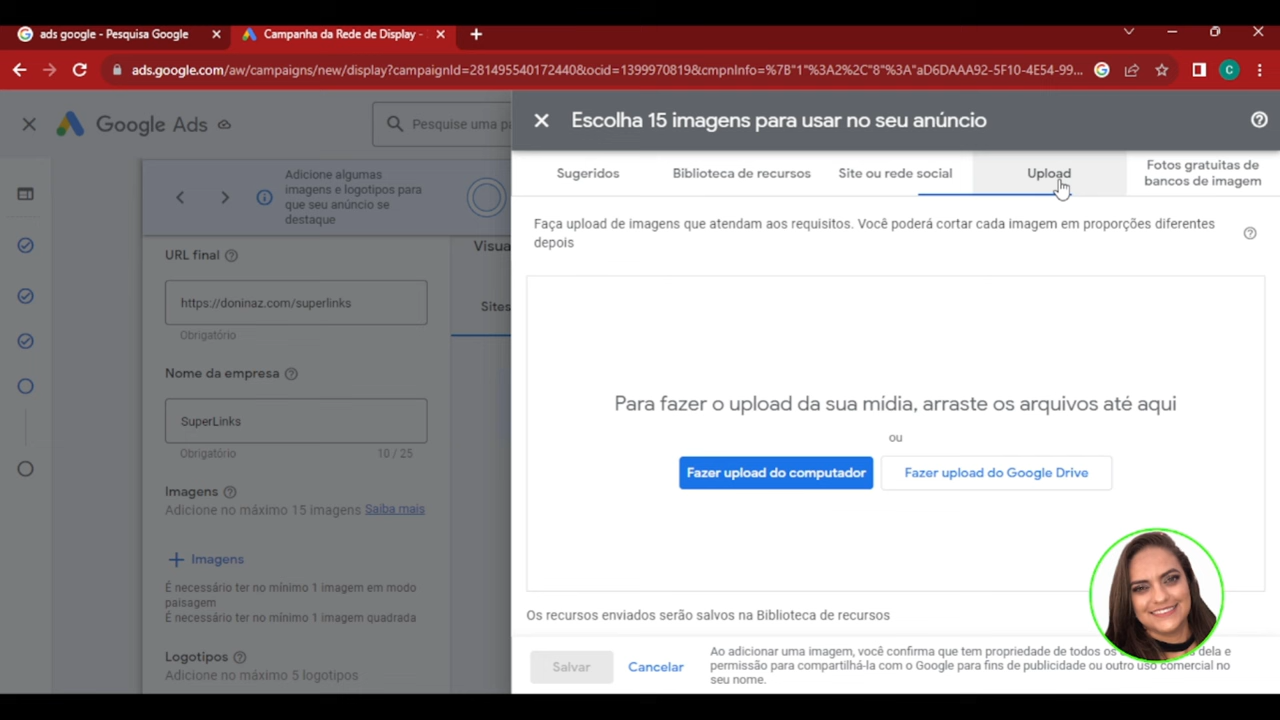 ads google - Pesquisa Google
Campanha da Rede de Display -
ads.google.com/aw/campaigns/new/display?campaignId=281495540172440&ocid=1399970819&cmpnInfo=%7B"1"%3A2%2C"8"%3A"aD6DAAA92-5F10-4E54-99...
C
Google Ads
Pesquise uma p
Escolha 15 imagens para usar no seu anúncio
Sugeridos
Biblioteca de recursos
Site ou rede social
Upload
Fotos gratuitas de
bancos de imagem
Adicione algumas
imagens e logotipos para
que seu anúncio se
destaque
Faça upload de imagens que atendam aos requisitos. Você poderá cortar cada imagem em proporções diferentes
depois
Visua
URL final
https://doninaz.com/superlinks
Obrigatório
Sites
Nome da empresa
SuperLinks
Obrigatório
10 / 25
Para fazer o upload da sua mídia, arraste os arquivos até aqui
ou
Fazer upload do computador
Fazer upload do Google Drive
Imagens
Adicione no máximo 15 imagens Saiba mais
+ Imagens
É necessário ter no mínimo 1 imagem em modo
paisagem
É necessário ter no mínimo 1 imagem quadrada
Os recursos enviados serão salvos na Biblioteca de recursos
Logotipos
Adicione no máximo 5 logotipos
Salvar
Cancelar
Ao adicionar uma imagem, você confirma que tem propriedade de todos os dela e
permissão para compartilhá-la com o Google para fins de publicidade ou outro uso comercial no
seu nome.